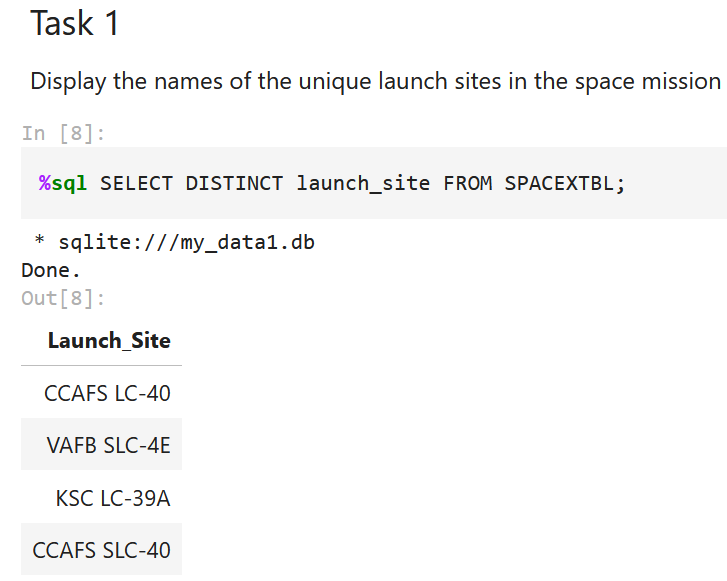 Task 1
Display the names of the unique launch sites in the space mission
In [8]:
%sql SELECT DISTINCT launch_site FROM SPACEXTBL;
* sqlite:///my_data1.db
Done.
Out[8]:
Launch_Site
CCAFS LC-40
VAFB SLC-4E
KSC LC-39A
CCAFS SLC-40